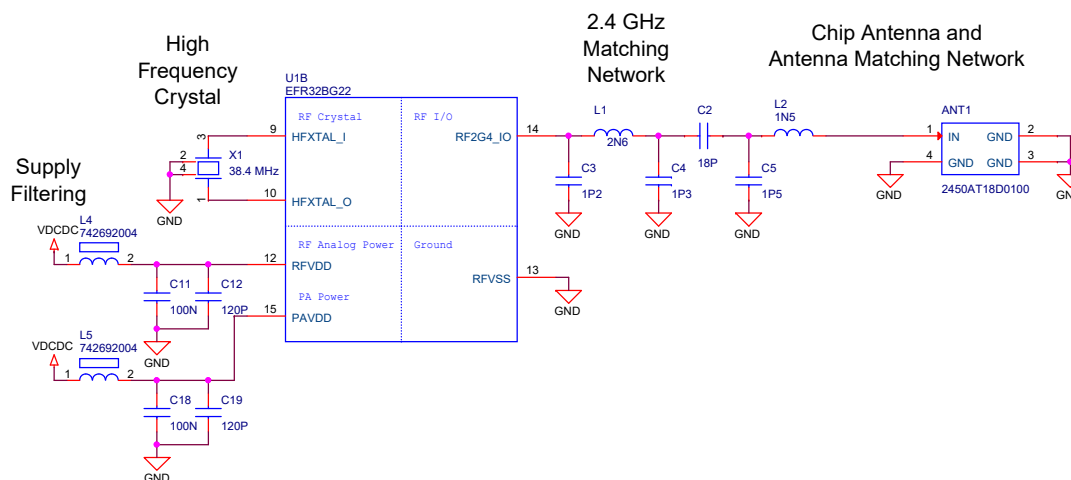 High
Frequency
Crystal
2.4 GHz
Matching
Network
Chip Antenna and
Antenna Matching Network
Supply
Filtering
U1B
EFR32BG22
RF Crystal
RF I/O
HFXTAL_I
HFXTAL_O
RF2G4_IO
RF Analog Power
Ground
RFVDD
RFVSS
PA Power
PAVDD
9
10
12
15
14
13
3
2
4
1
X1
38.4 MHz
GND
VDCDC
L4
742692004
1
2
C11
100N
C12
120P
GND
VDCDC
L5
742692004
1
2
C18
100N
C19
120P
GND
GND
L1
2N6
C3
1P2
GND
C4
1P3
GND
C2
18P
C5
1P5
GND
L2
1N5
ANT1
1
IN
GND
2
4
GND
GND
3
2450AT18D0100
GND
GND